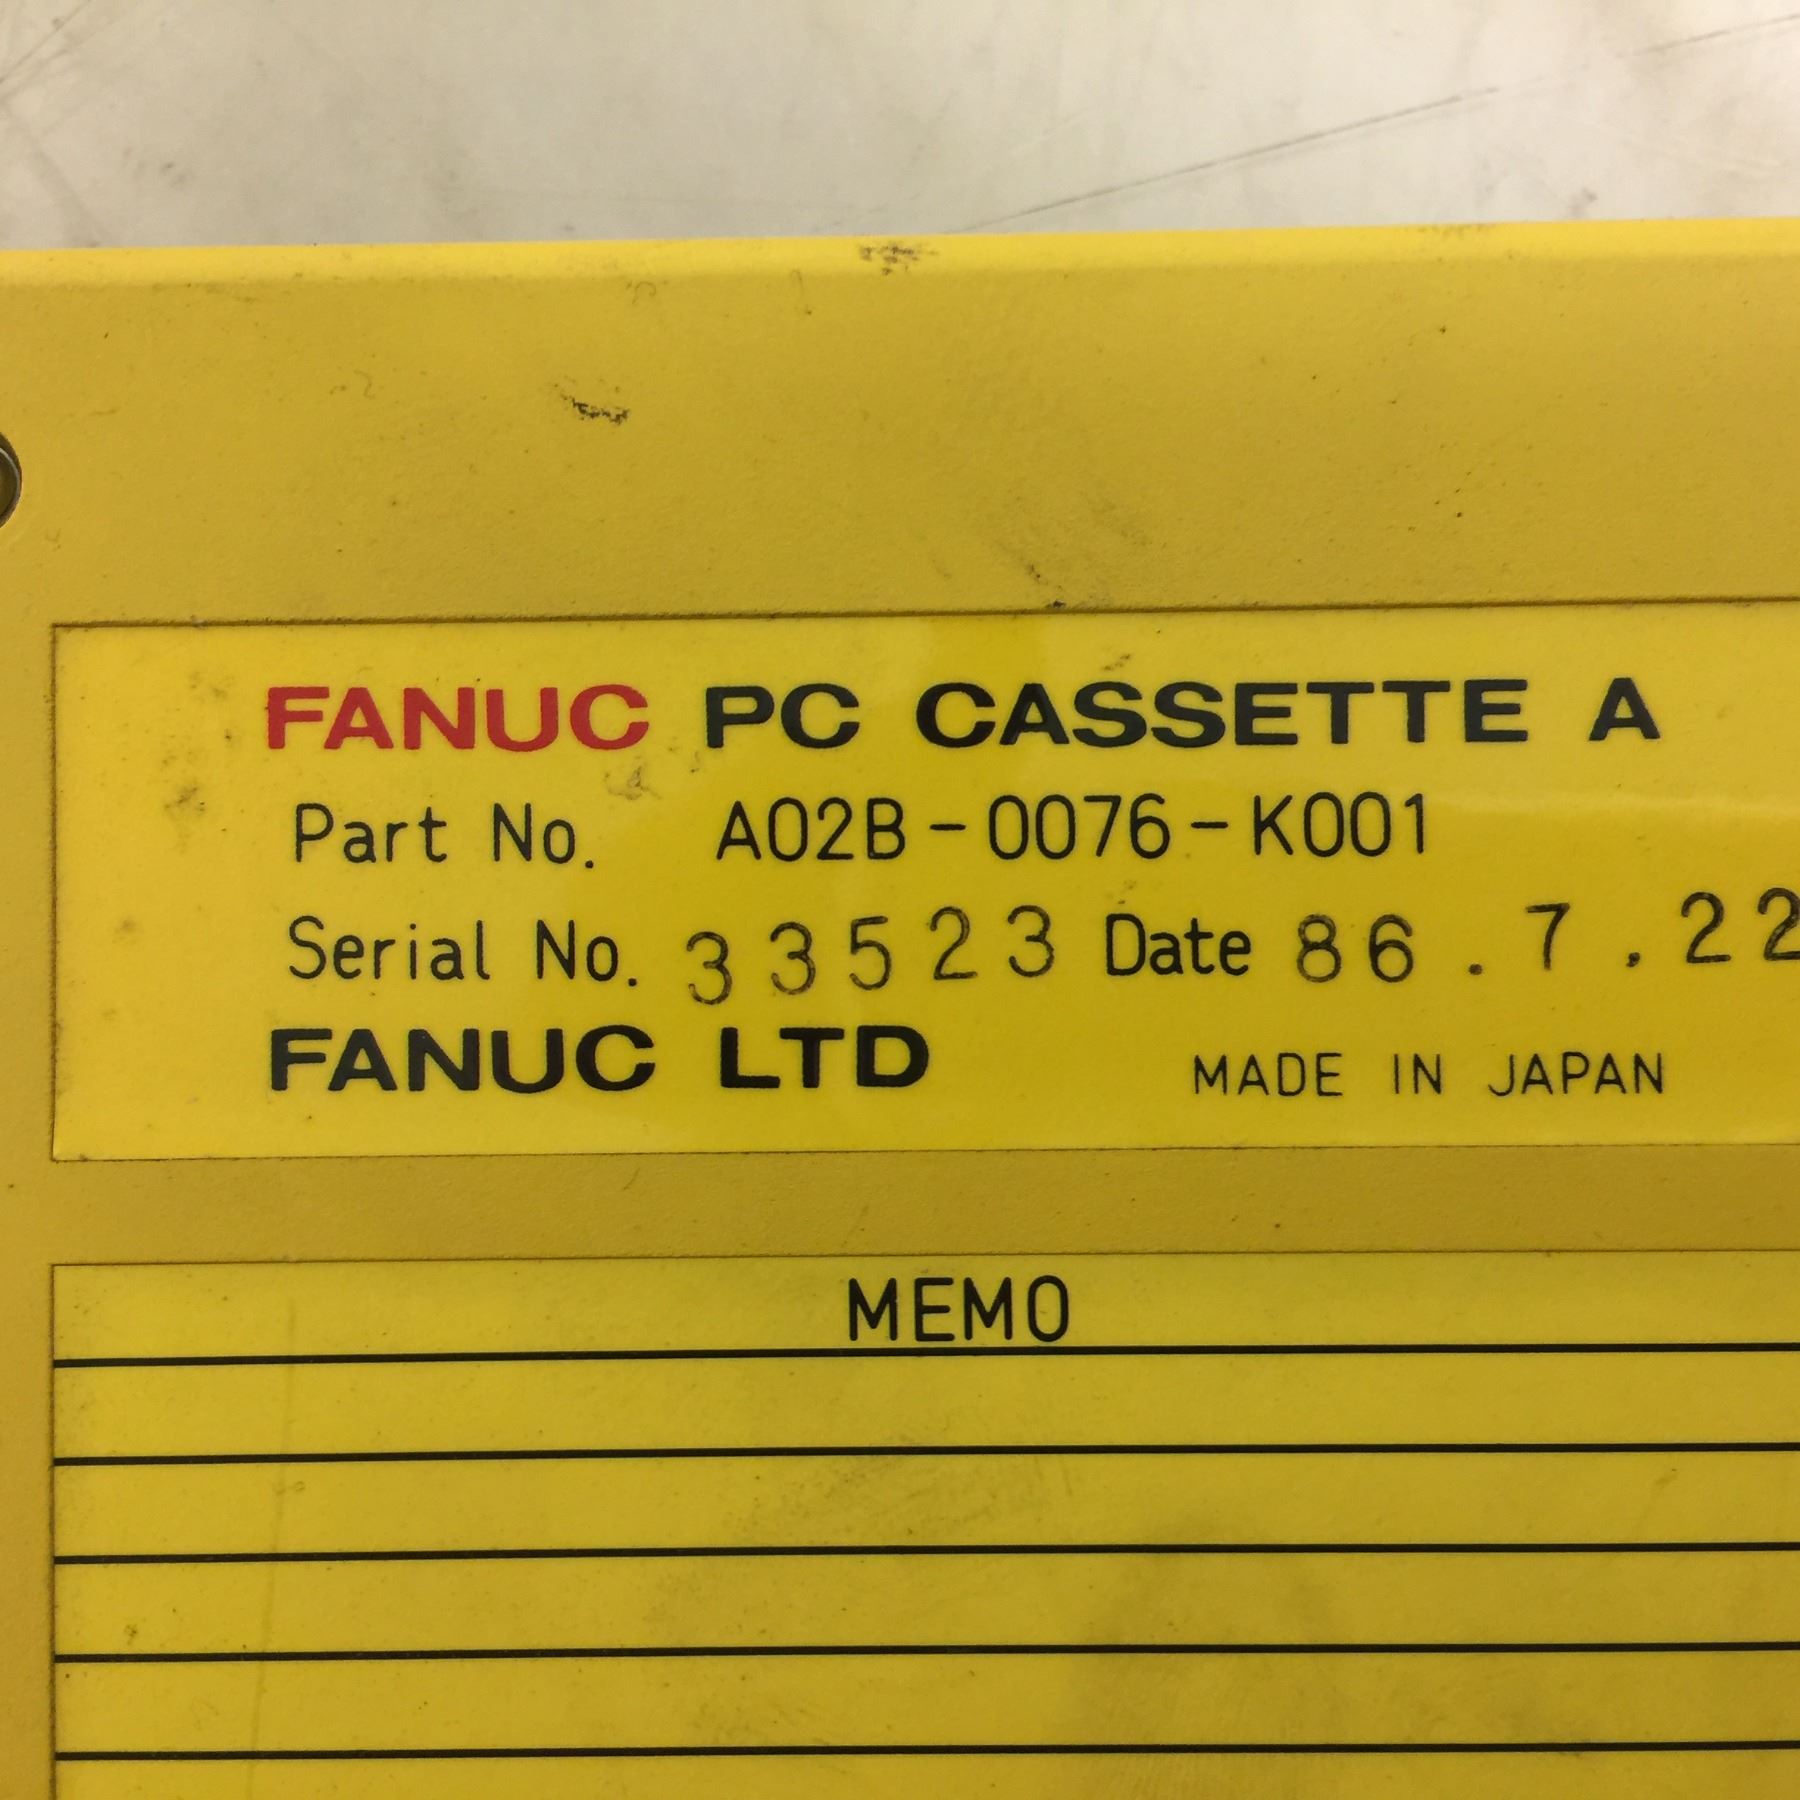 FANUC PC CASSETTE A
Part No. A02B-0076-K001
Serial No. 33523 Date 86.7.22
FANUC LTD MADE IN JAPAN
MEMO